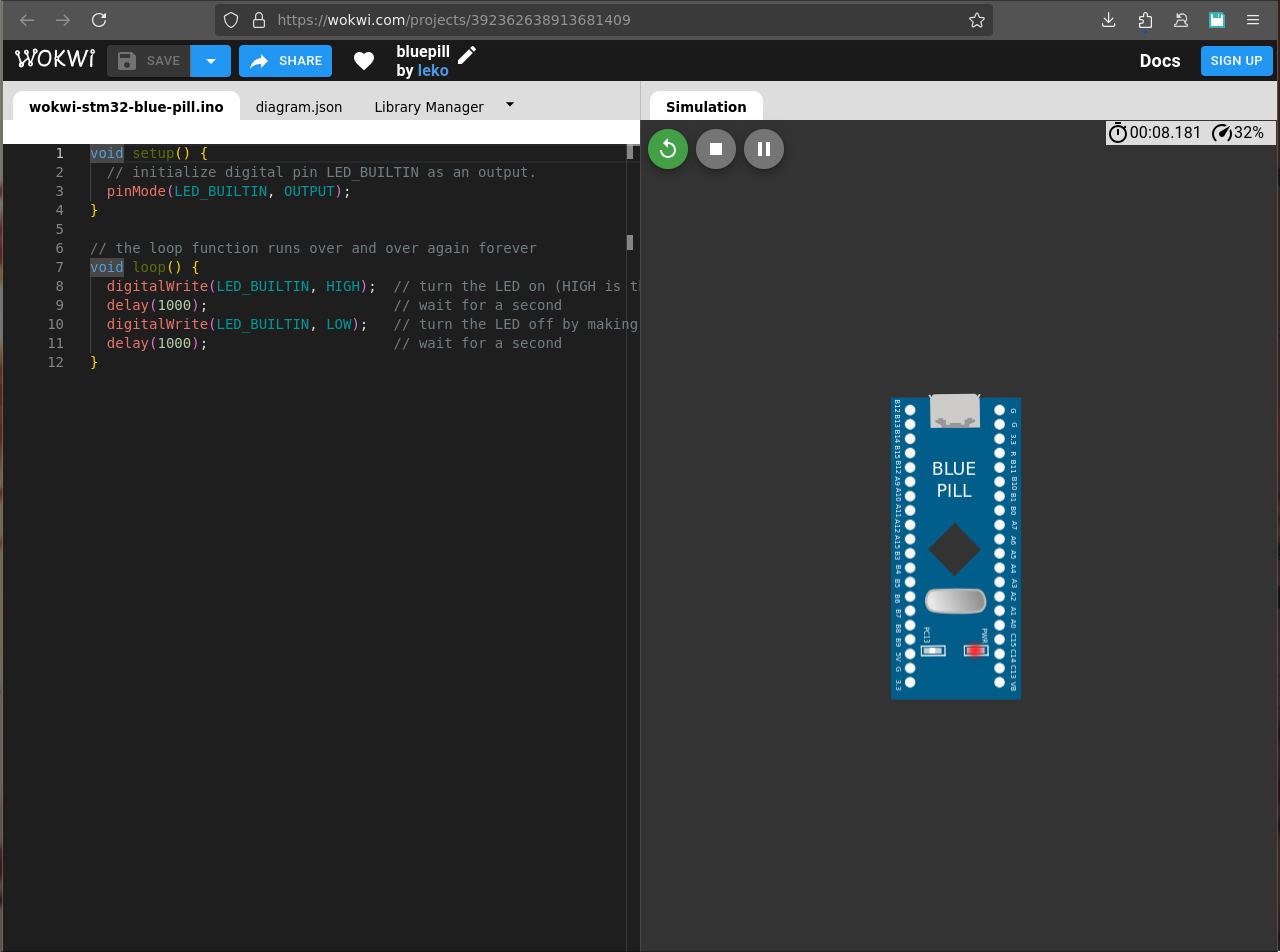 https://wokwi.com/projects/392362638913681409
WOKWI
SAVE
SHARE
bluepill
by leko
Docs
SIGN UP
wokwi-stm32-blue-pill.ino
diagram.json
Library Manager
Simulation
00:08.181
32%
1 void setup() {
2 // initialize digital pin LED_BUILTIN as an output.
3 pinMode(LED_BUILTIN, OUTPUT);
4 }
5
6 // the loop function runs over and over again forever
7 void loop() {
8 digitalWrite(LED_BUILTIN, HIGH); // turn the LED on (HIGH is t
9 delay(1000); // wait for a second
10 digitalWrite(LED_BUILTIN, LOW); // turn the LED off by making
11 delay(1000); // wait for a second
12 }
B12 B13 B14 B15 B12 A9 A10 A11 A12 A15 B3 B4 B5 B6 B7 B8 B9 5V G 3.3
BLUE
PILL
PC13
PWR
G G 3.3 R B11 B10 B1 B0 A7 A6 A5 A4 A3 A2 A1 A0 C15 C14 C13 VB